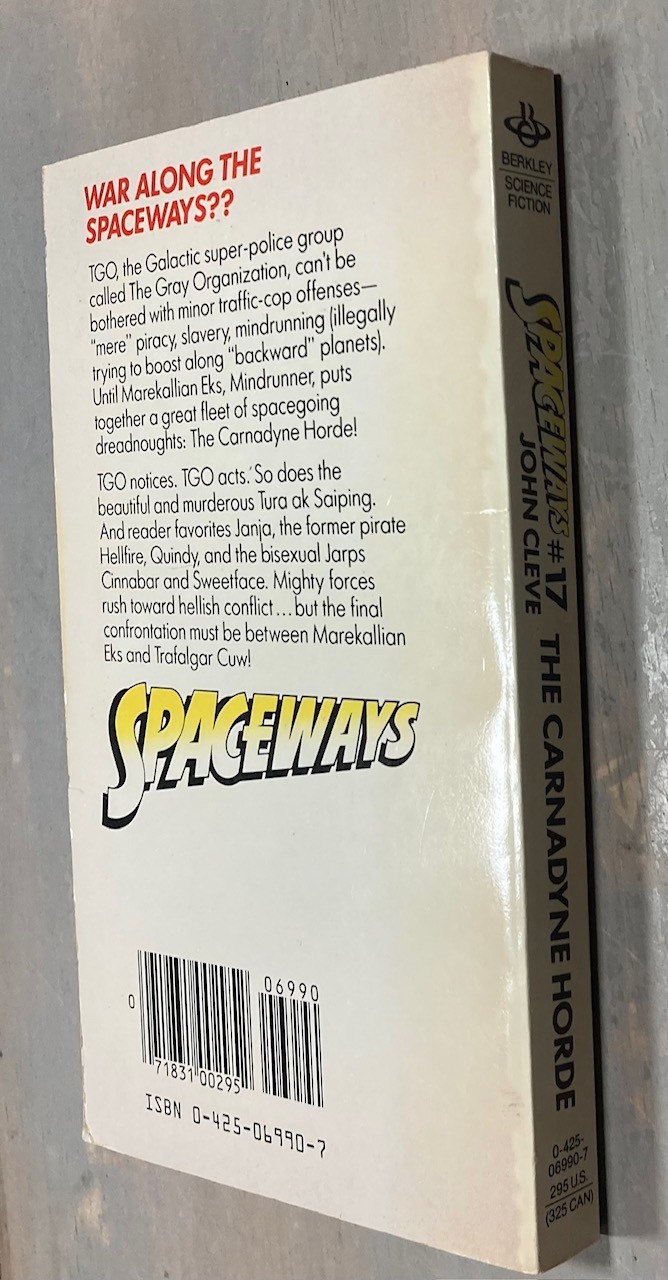 WAR ALONG THE
SPACEWAYS??
TGO, the Galactic super-police group
called The Gray Organization, can't be
bothered with minor traffic-cop offenses—
"mere" piracy, slavery, mindrunning (illegally
trying to boost along "backward" planets).
Until Marekallian Eks, Mindrunner, puts
together a great fleet of spacegoing
dreadnoughts: The Carnadyne Horde!
TGO notices. TGO acts. So does the
beautiful and murderous Tura ak Saiping.
And reader favorites Janja, the former pirate
Hellfire, Quindy, and the bisexual Jarps
Cinnabar and Sweetface. Mighty forces
rush toward hellish conflict...but the final
confrontation must be between Marekallian
Eks and Trafalgar Cuw!
SPACEWAYS
0
71831 00295
06990
ISBN 0-425-06990-7
BERKLEY
SCIENCE
FICTION
SPACEWAYS #17 THE CARNADYNE HORDE
JOHN CLEVE
0-425-
06990-7
295 U.S.
(325 CAN)